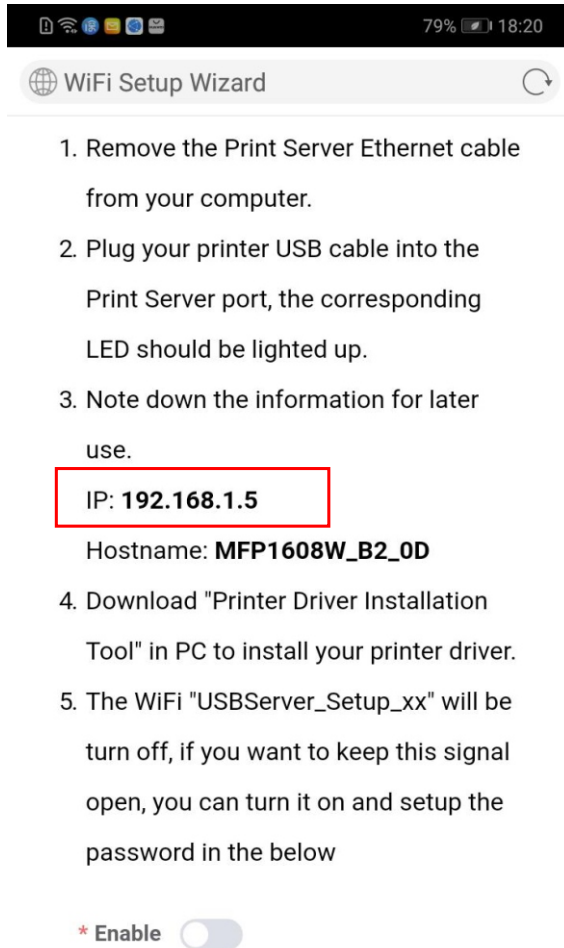 79% 18:20
WiFi Setup Wizard
1. Remove the Print Server Ethernet cable
from your computer.
2. Plug your printer USB cable into the
Print Server port, the corresponding
LED should be lighted up.
3. Note down the information for later
use.
IP: 192.168.1.5
Hostname: MFP1608W_B2_0D
4. Download "Printer Driver Installation
Tool" in PC to install your printer driver.
5. The WiFi "USBServer_Setup_xx" will be
turn off, if you want to keep this signal
open, you can turn it on and setup the
password in the below
* Enable